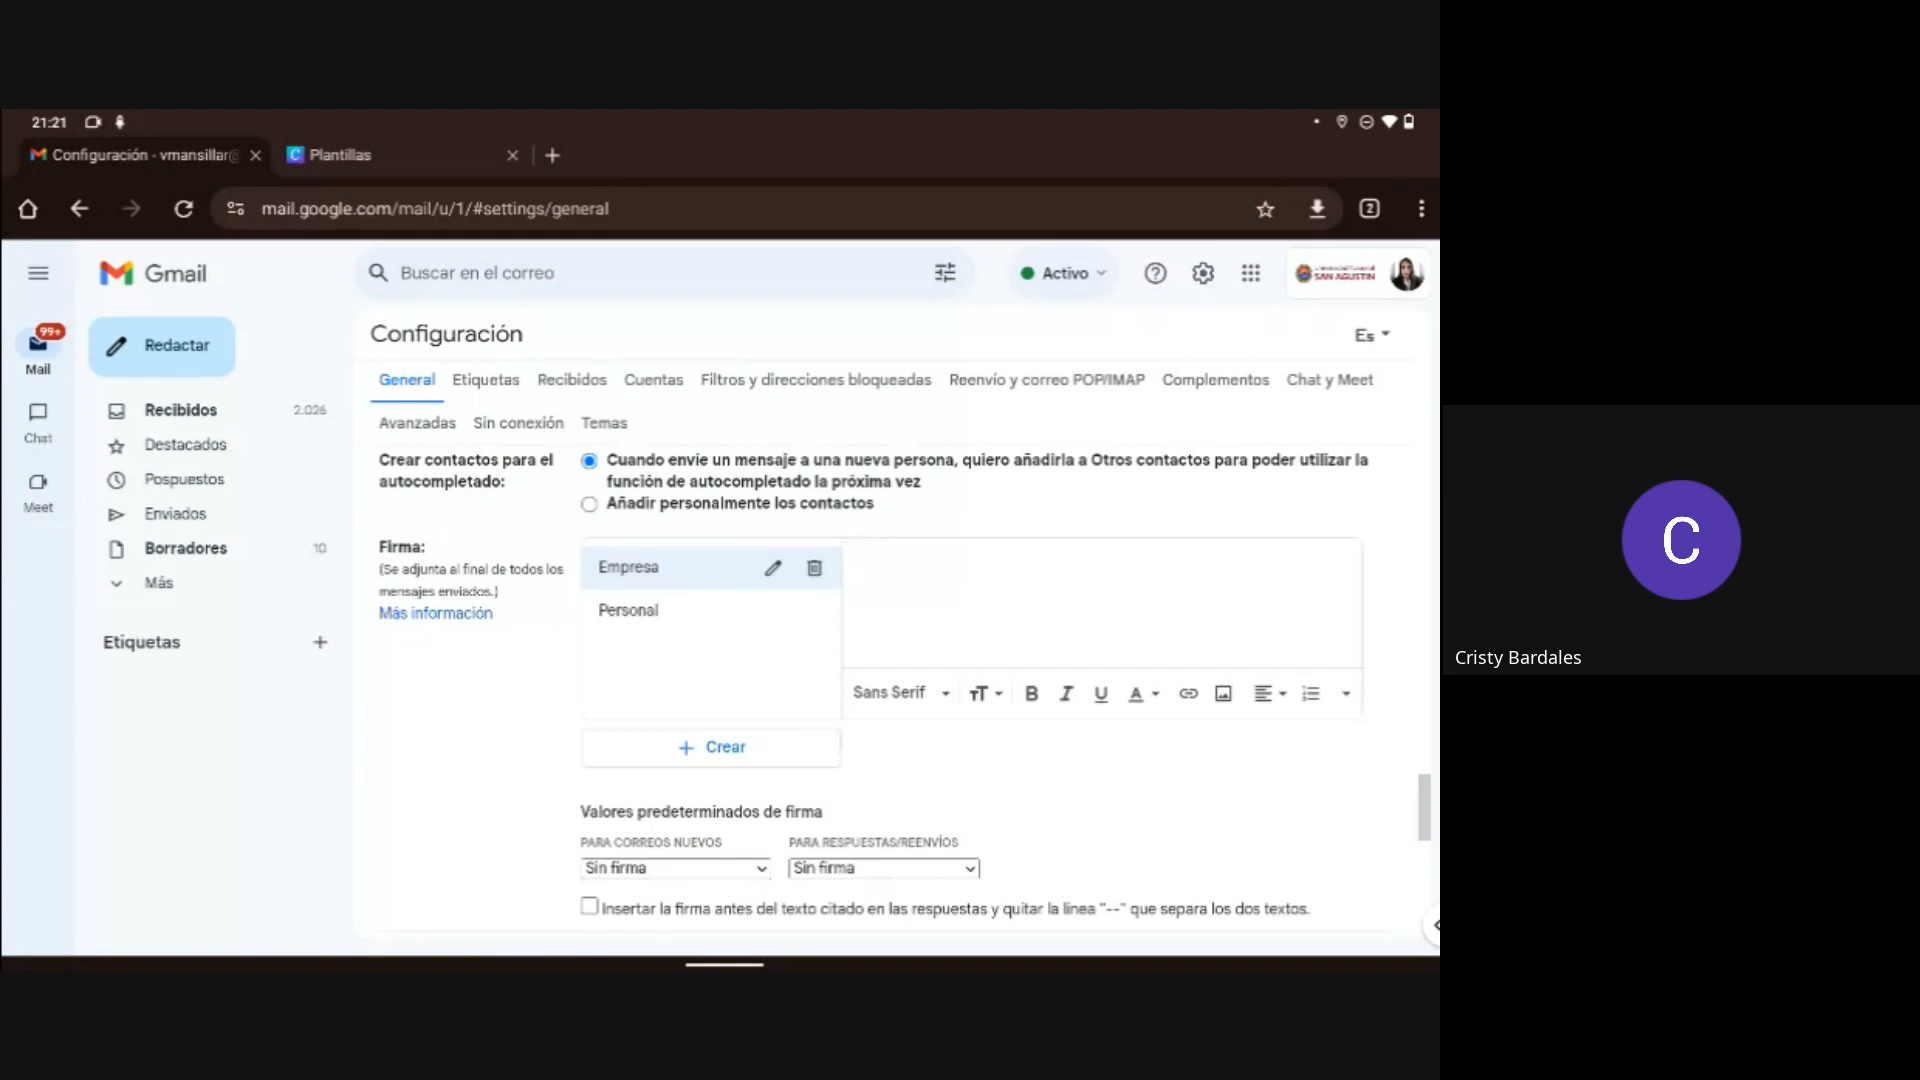 21:21
Configuración - vmansillar@
Plantillas
mail.google.com/mail/u/1/#settings/general
2
Gmail
Buscar en el correo
Activo
SAN AGUSTIN
99+
Mail
Chat
Meet
Redactar
Recibidos 2.026
Destacados
Pospuestos
Enviados
Borradores 10
Más
Etiquetas
Configuración
Es
General Etiquetas Recibidos Cuentas Filtros y direcciones bloqueadas Reenvío y correo POP/IMAP Complementos Chat y Meet
Avanzadas Sin conexión Temas
Crear contactos para el
autocompletado:
Cuando envíe un mensaje a una nueva persona, quiero añadirla a Otros contactos para poder utilizar la
función de autocompletado la próxima vez
Añadir personalmente los contactos
Firma:
(Se adjunta al final de todos los
mensajes enviados.)
Más información
Empresa
Personal
Sans Serif
Crear
Valores predeterminados de firma
PARA CORREOS NUEVOS PARA RESPUESTAS/REENVÍOS
Sin firma Sin firma
Insertar la firma antes del texto citado en las respuestas y quitar la línea "--" que separa los dos textos.
C
Cristy Bardales